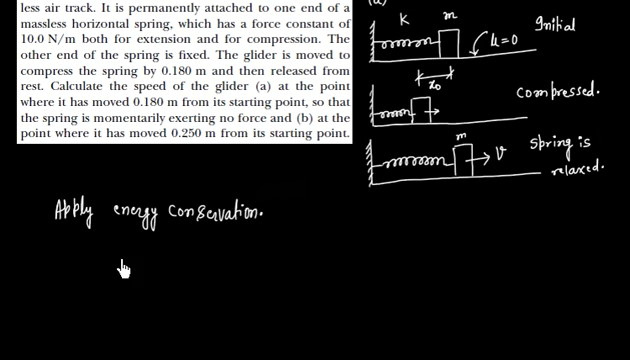 less air track. It is permanently attached to one end of a
massless horizontal spring, which has a force constant of
10.0 N/m both for extension and for compression. The
other end of the spring is fixed. The glider is moved to
compress the spring by 0.180 m and then released from
rest. Calculate the speed of the glider (a) at the point
where it has moved 0.180 m from its starting point, so that
the spring is momentarily exerting no force and (b) at the
point where it has moved 0.250 m from its starting point.
(a)
K m Initial
μ=0
x₀
compressed.
m
v
Spring is
relaxed.
Apply energy conservation.